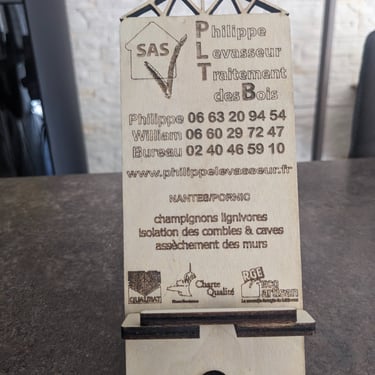 SAS
Philippe
Levasseur
Traitement
des Bois
Philippe 06 63 20 94 54
William 06 60 29 72 47
Bureau 02 40 46 59 10
www.philippelevasseur.fr
NANTES/PORNIC
champignons lignivores
isolation des combles & caves
assèchement des murs
QUALIBAT
Charte
Qualité
RGE
éco
artisan